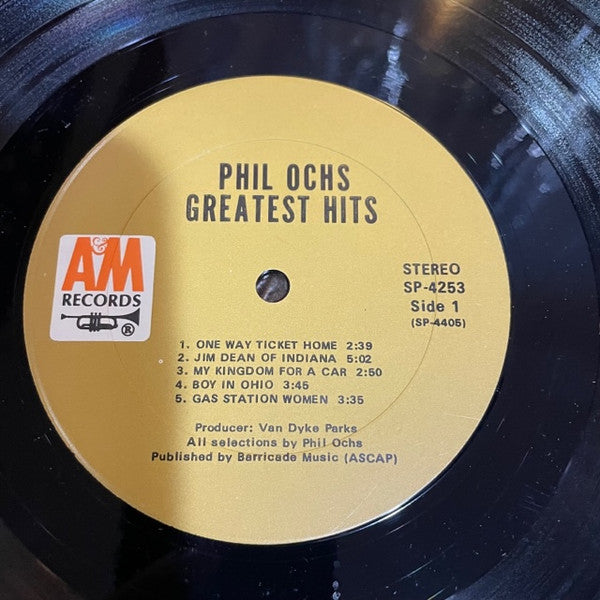 PHIL OCHS
GREATEST HITS
A&M
RECORDS
®
STEREO
SP-4253
Side 1
(SP-4405)
1. ONE WAY TICKET HOME 2:39
2. JIM DEAN OF INDIANA 5:02
3. MY KINGDOM FOR A CAR 2:50
4. BOY IN OHIO 3:45
5. GAS STATION WOMEN 3:35
Producer: Van Dyke Parks
All selections by Phil Ochs
Published by Barricade Music (ASCAP)